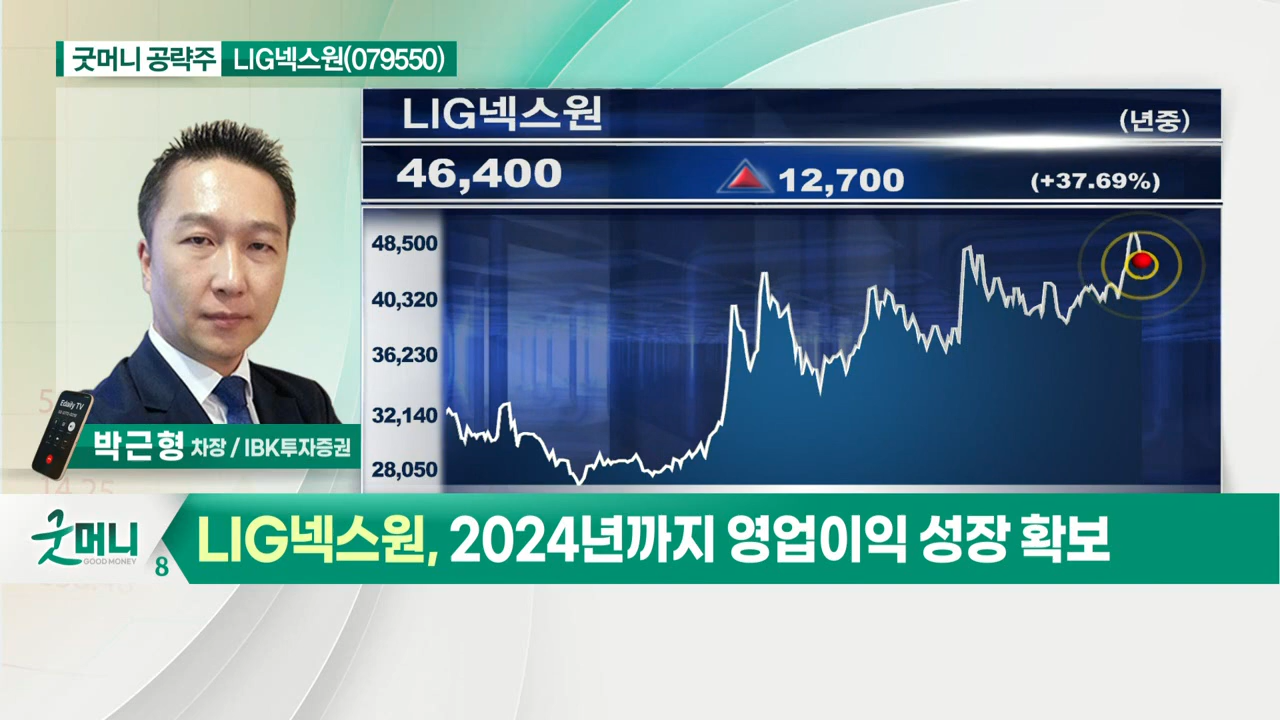 굿머니 공략주 LIG넥스원(079550)
LIG넥스원 (년중)
46,400 12,700 (+37.69%)
48,500
40,320
36,230
32,140
28,050
Edaily TV
박근형 차장 / IBK투자증권
굿머니
GOOD MONEY
8
LIG넥스원, 2024년까지 영업이익 성장 확보
14.25